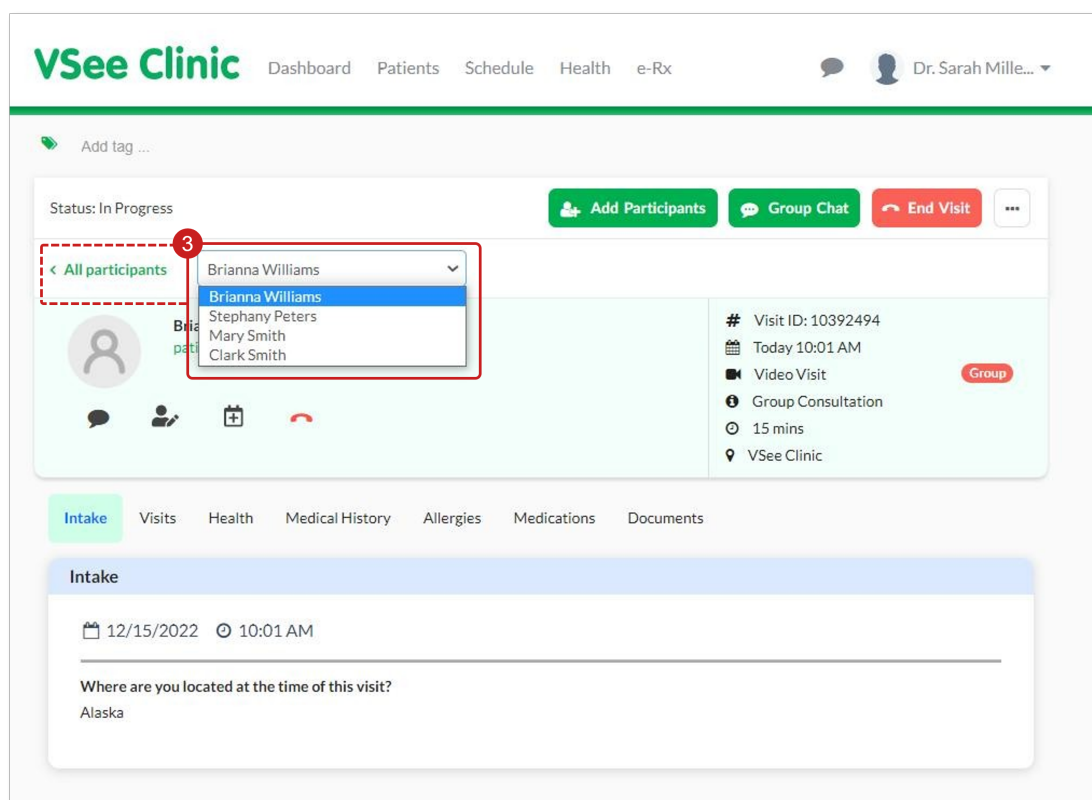 VSee Clinic Dashboard Patients Schedule Health e-Rx Dr. Sarah Mille...
Add tag ...
Status: In Progress Add Participants Group Chat End Visit
3
All participants Brianna Williams
Brianna Williams
Stephany Peters
Mary Smith
Clark Smith
# Visit ID: 10392494
Today 10:01 AM
Video Visit Group
Group Consultation
15 mins
VSee Clinic
Intake Visits Health Medical History Allergies Medications Documents
Intake
12/15/2022 10:01 AM
Where are you located at the time of this visit?
Alaska